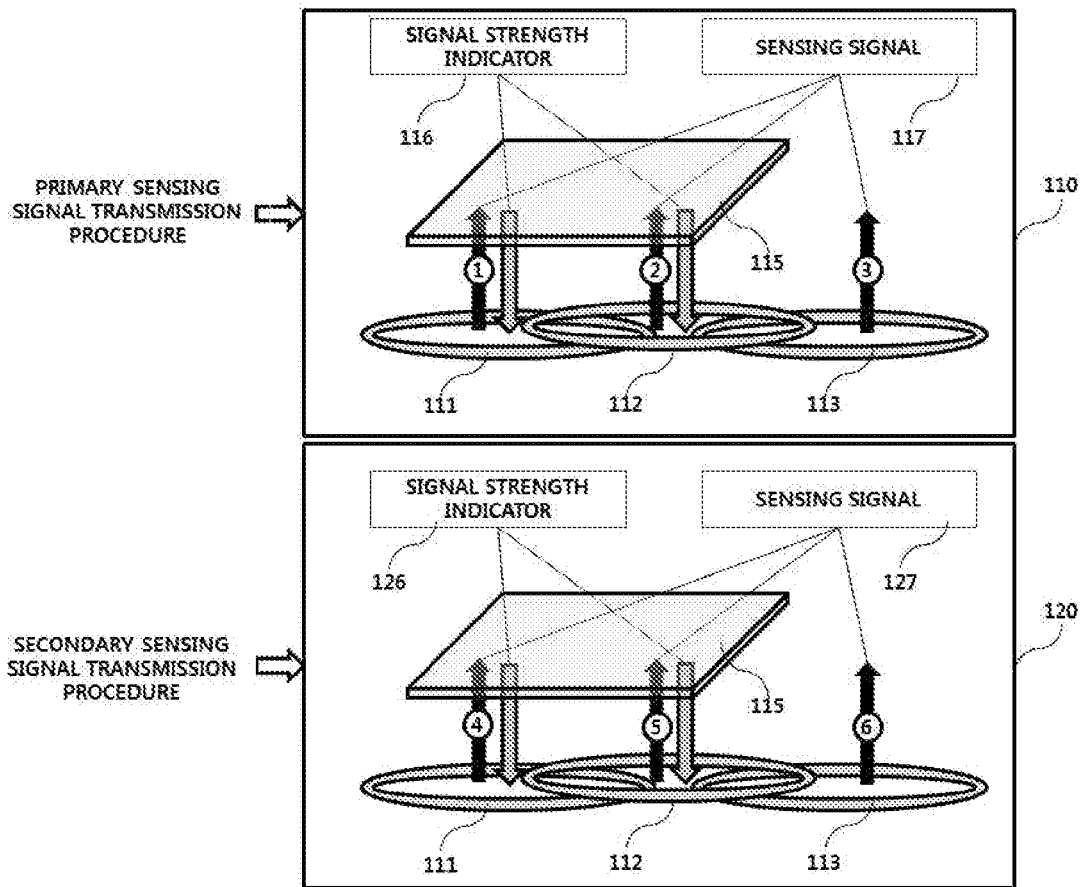 SIGNAL STRENGTH
INDICATOR
SENSING SIGNAL
116
117
PRIMARY SENSING
SIGNAL TRANSMISSION
PROCEDURE
110
115
1
2
3
111
112
113
SIGNAL STRENGTH
INDICATOR
SENSING SIGNAL
126
127
SECONDARY SENSING
SIGNAL TRANSMISSION
PROCEDURE
120
115
4
5
6
111
112
113